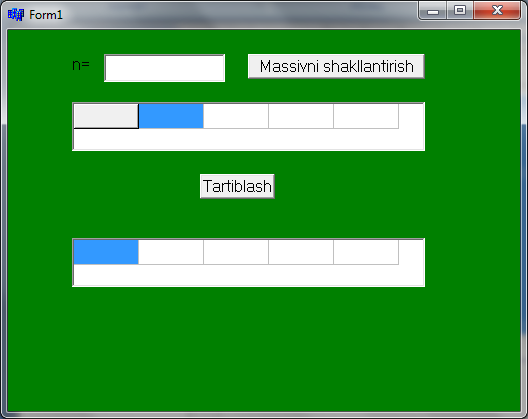 Form1
n=
Massivni shakllantirish
Tartiblash